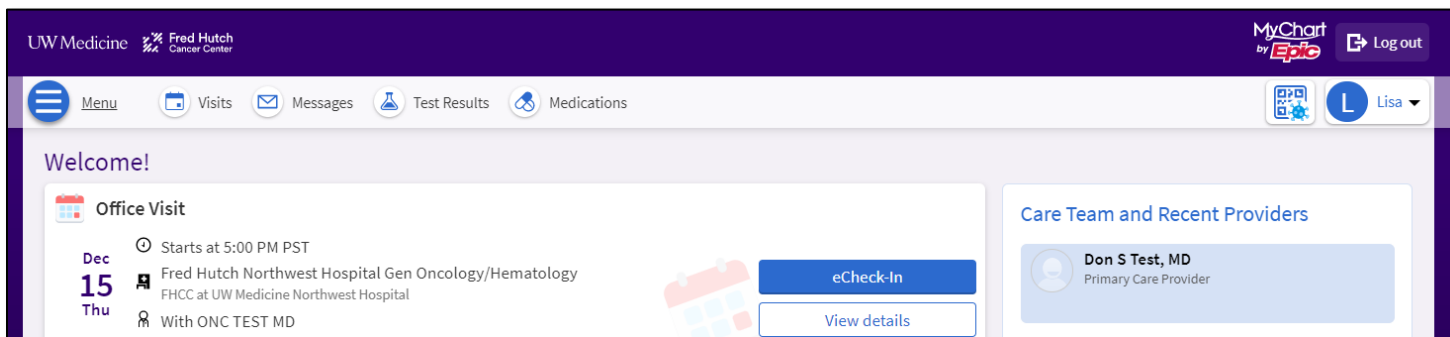 UW Medicine Fred Hutch Cancer Center
MyChart by Epic
Log out
Menu Visits Messages Test Results Medications
L Lisa
Welcome!
Office Visit
Dec 15 Thu
Starts at 5:00 PM PST
Fred Hutch Northwest Hospital Gen Oncology/Hematology
FHCC at UW Medicine Northwest Hospital
With ONC TEST MD
eCheck-In
View details
Care Team and Recent Providers
Don S Test, MD
Primary Care Provider